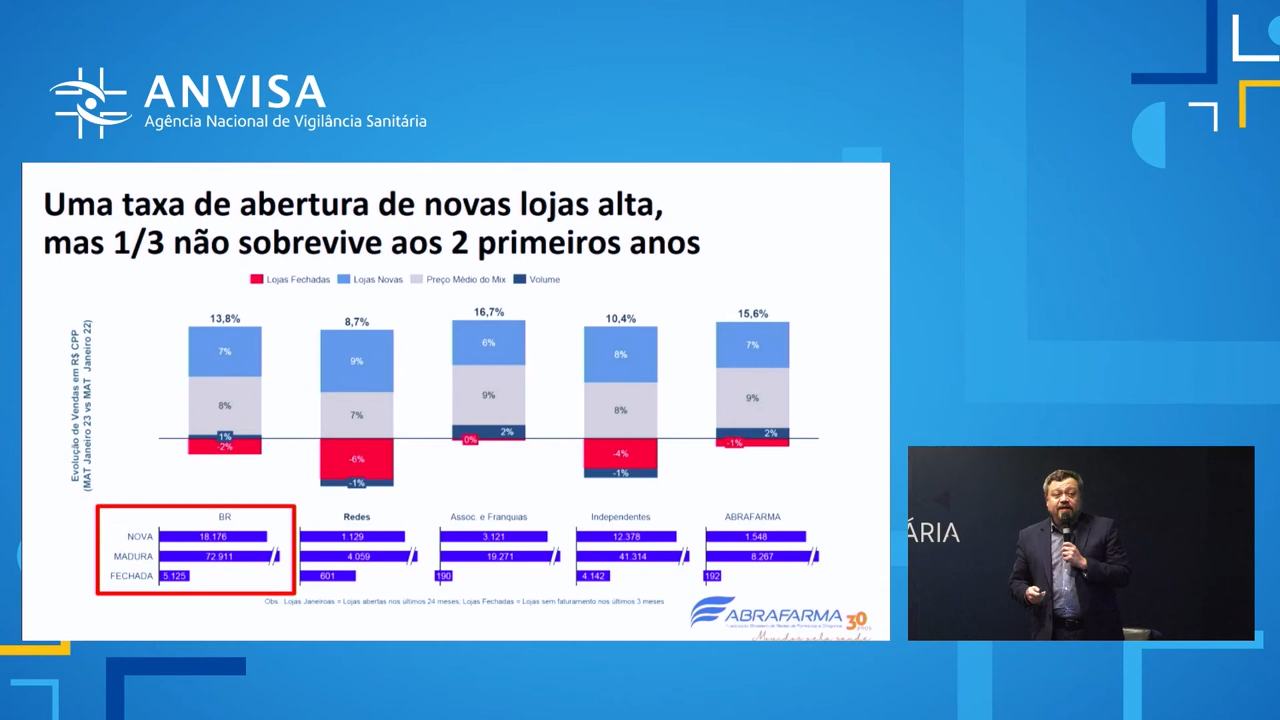 ANVISA
Agência Nacional de Vigilância Sanitária
Uma taxa de abertura de novas lojas alta,
mas 1/3 não sobrevive aos 2 primeiros anos
Lojas Fechadas Lojas Novas Preço Médio do Mix Volume
Evolução de Vendas em R$ CPP
(MAT Janeiro 23 vs MAT Janeiro 22)
13,8% 8,7% 16,7% 10,4% 15,6%
7% 9% 6% 8% 7%
8% 7% 9% 8% 9%
1% 2% 2%
-2% -6% 0% -4% -1%
-1% -1%
BR Redes Assoc. e Franquias Independentes ABRAFARMA
NOVA 18.176 1.129 3.121 12.378 1.548
MADURA 72.911 4.059 19.271 41.314 8.267
FECHADA 5.125 601 190 4.142 192
Obs.: Lojas Janeiroas = Lojas abertas nos últimos 24 meses; Lojas Fechadas = Lojas sem faturamento nos últimos 3 meses
ABRAFARMA 30
ÁRIA